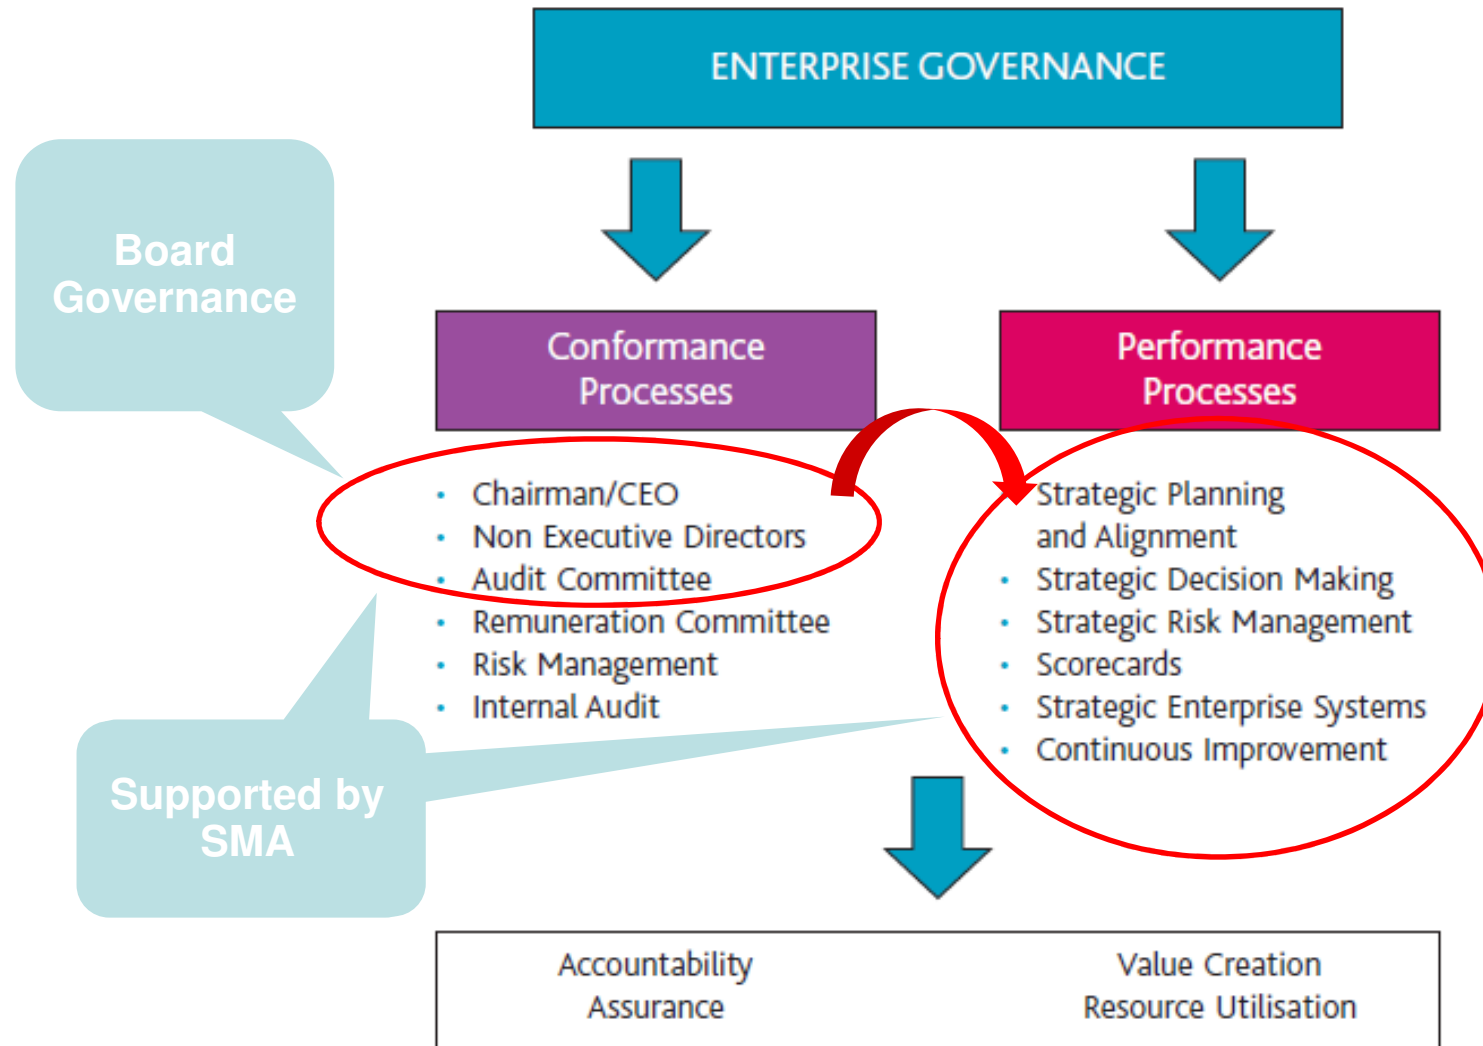 ENTERPRISE GOVERNANCE
Board
Governance
Conformance
Processes
Performance
Processes
• Chairman/CEO
• Non Executive Directors
• Audit Committee
• Remuneration Committee
• Risk Management
• Internal Audit
Strategic Planning
and Alignment
• Strategic Decision Making
• Strategic Risk Management
• Scorecards
• Strategic Enterprise Systems
• Continuous Improvement
Supported by
SMA
Accountability
Assurance
Value Creation
Resource Utilisation